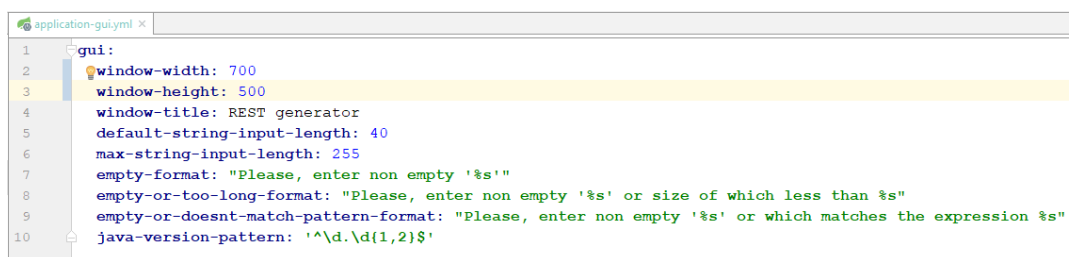 application-gui.yml ×
1 gui:
2 window-width: 700
3 window-height: 500
4 window-title: REST generator
5 default-string-input-length: 40
6 max-string-input-length: 255
7 empty-format: "Please, enter non empty '%s'"
8 empty-or-too-long-format: "Please, enter non empty '%s' or size of which less than %s"
9 empty-or-doesnt-match-pattern-format: "Please, enter non empty '%s' or which matches the expression %s"
10 java-version-pattern: '^\d.\d{1,2}$'